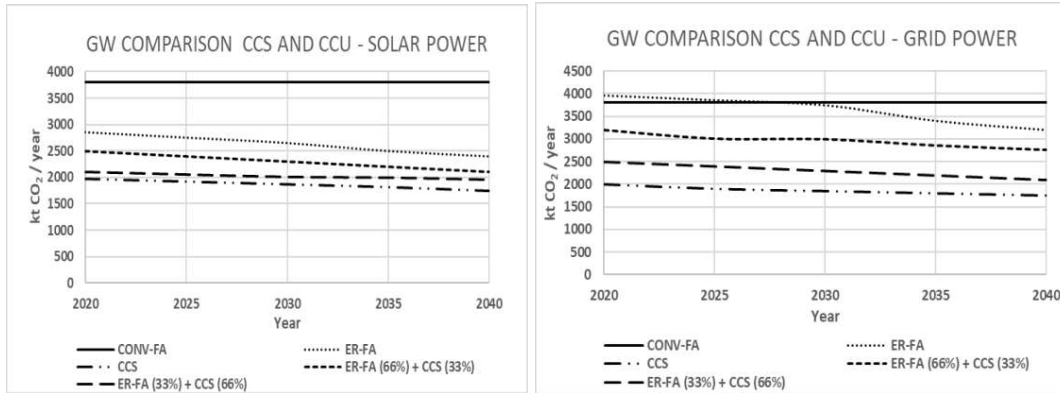 GW COMPARISON CCS AND CCU - SOLAR POWER
4000
3500
3000
2500
2000
1500
1000
500
0
kt CO₂ / year
2020 2025 2030 2035 2040
Year
CONV-FA ER-FA
CCS ER-FA (66%) + CCS (33%)
ER-FA (33%) + CCS (66%)
GW COMPARISON CCS AND CCU - GRID POWER
4500
4000
3500
3000
2500
2000
1500
1000
500
0
kt CO₂ / year
2020 2025 2030 2035 2040
Year
CONV-FA ER-FA
CCS ER-FA (66%) + CCS (33%)
ER-FA (33%) + CCS (66%)